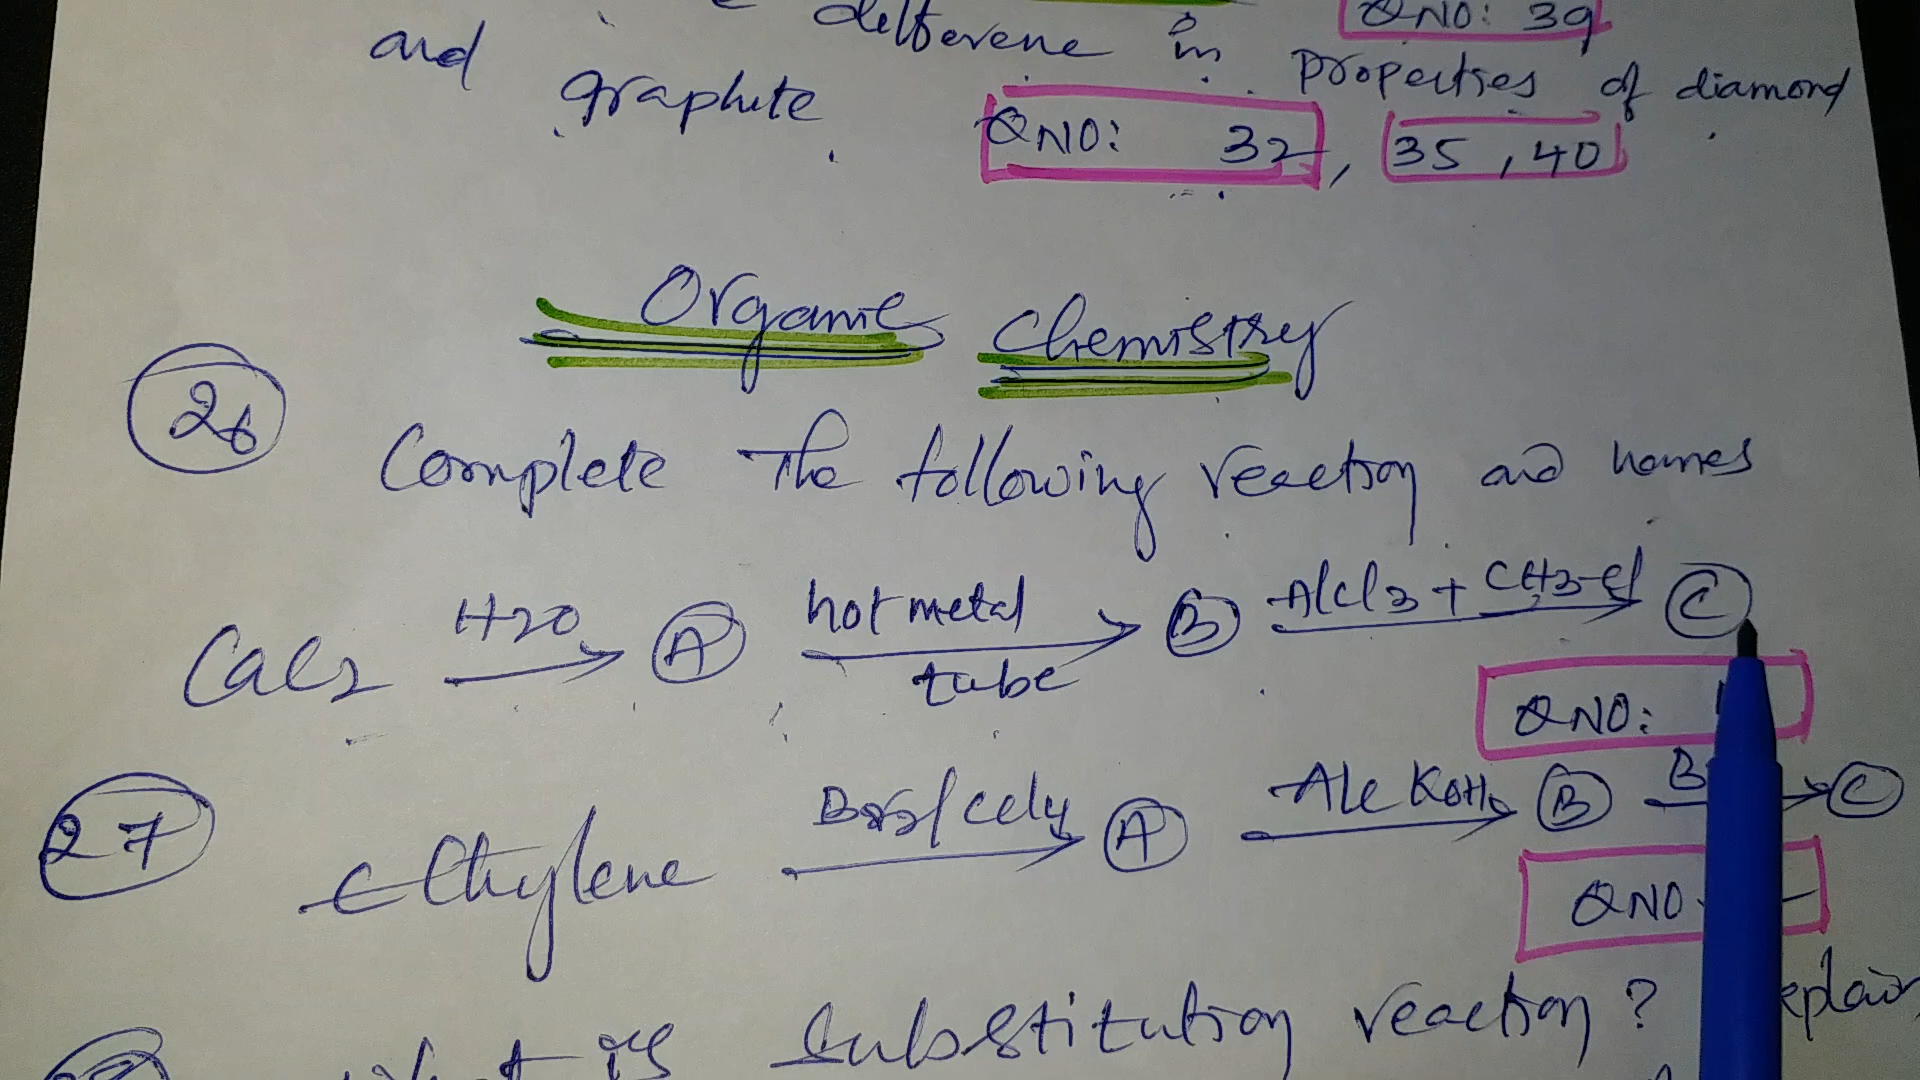 difference in properties of diamond
QNO: 39
and graphite
QNO: 32, 35, 40
Organic Chemistry
26 Complete The following reaction and names
CaC2 H2O A hot metal tube B AlCl3 + CH3-Cl C
QNO:
27 ethylene Br2/CCl4 A Alc KOH B C
QNO
What is Substitution reaction? explain